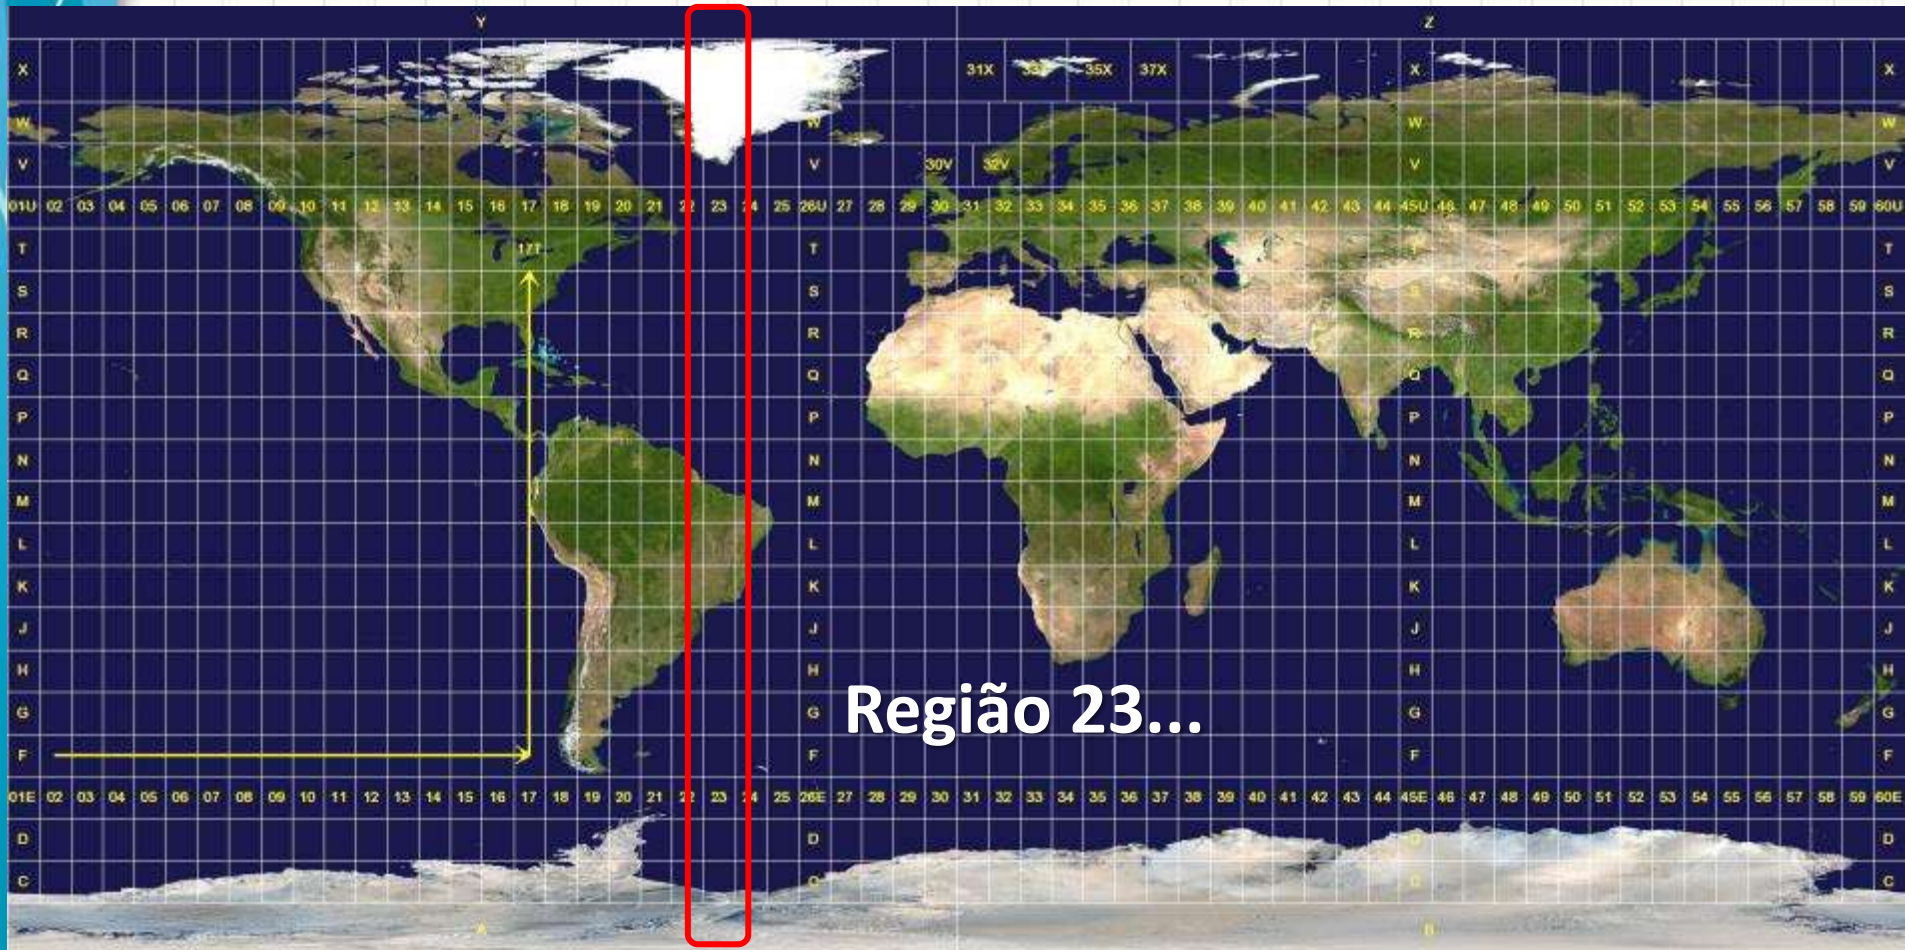 Y Z
X 31X 35X 37X X X
W W W W
V 30V 32V V V V
01U 02 03 04 05 06 07 08 09 10 11 12 13 14 15 16 17 18 19 20 21 22 23 24 25 26U 27 28 29 30 31 32 33 34 35 36 37 38 39 40 41 42 43 44 45U 46 47 48 49 50 51 52 53 54 55 56 57 58 59 60U
T 17T T T T
S S S S
R R R R
Q Q Q Q
P P P P
N N N N
M M M M
L L L L
K K K K
J J J J
H H H H
G G G G
Região 23...
F F F F
01E 02 03 04 05 06 07 08 09 10 11 12 13 14 15 16 17 18 19 20 21 22 23 24 25 26E 27 28 29 30 31 32 33 34 35 36 37 38 39 40 41 42 43 44 45E 46 47 48 49 50 51 52 53 54 55 56 57 58 59 60E
D D D D
C C C C
A B